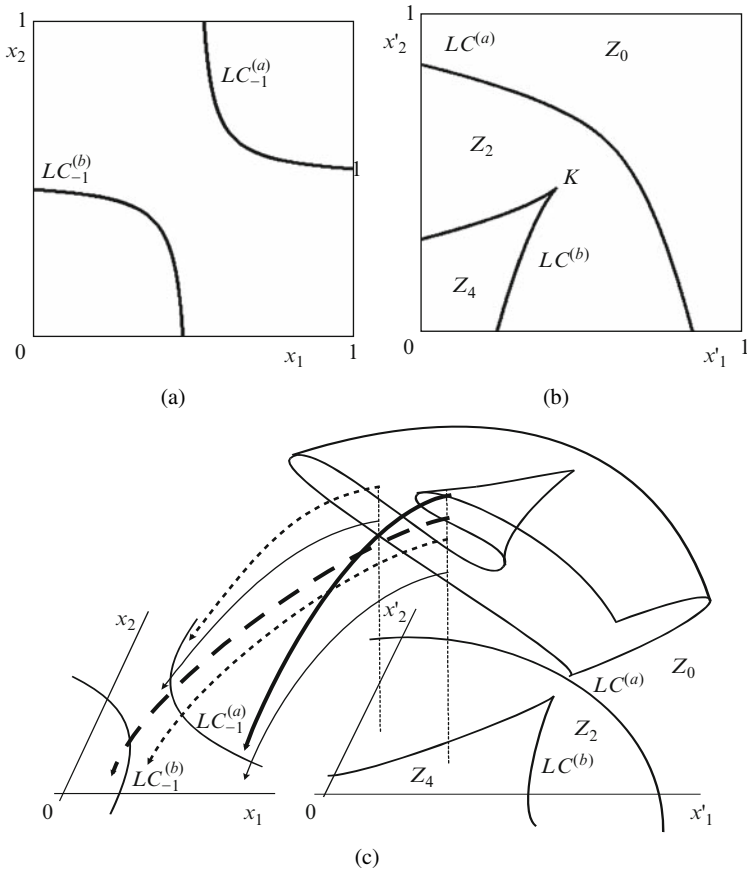 1
x₂
LC₋₁⁽ᵃ⁾
1
LC₋₁⁽ᵇ⁾
0
x₁
1
(a)
1
x'₂
LC⁽ᵃ⁾
Z₀
Z₂
K
LC⁽ᵇ⁾
Z₄
0
x'₁
1
(b)
x₂
x'₂
Z₀
LC⁽ᵃ⁾
LC₋₁⁽ᵃ⁾
Z₂
LC⁽ᵇ⁾
LC₋₁⁽ᵇ⁾
Z₄
0
x₁
0
x'₁
(c)